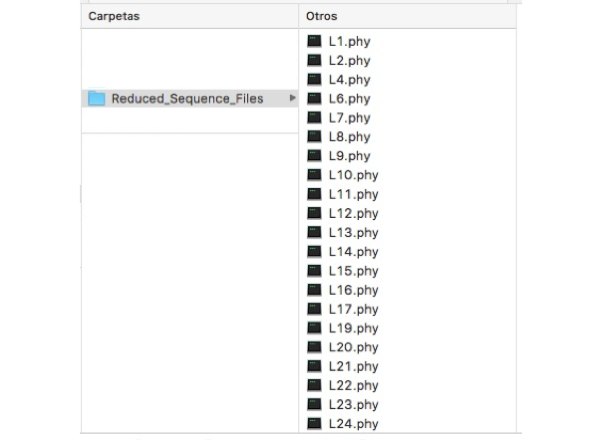 Carpetas
Otros
Reduced_Sequence_Files
L1.phy
L2.phy
L4.phy
L6.phy
L7.phy
L8.phy
L9.phy
L10.phy
L11.phy
L12.phy
L13.phy
L14.phy
L15.phy
L16.phy
L17.phy
L19.phy
L20.phy
L21.phy
L22.phy
L23.phy
L24.phy